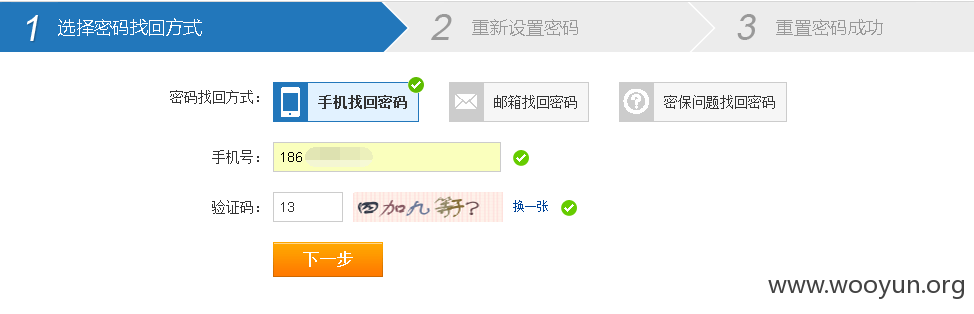 1 选择密码找回方式 2 重新设置密码 3 重置密码成功
密码找回方式： 手机找回密码 邮箱找回密码 ? 密保问题找回密码
手机号： 186
验证码： 13 四加九等于? 换一张
下一步
www.wooyun.org